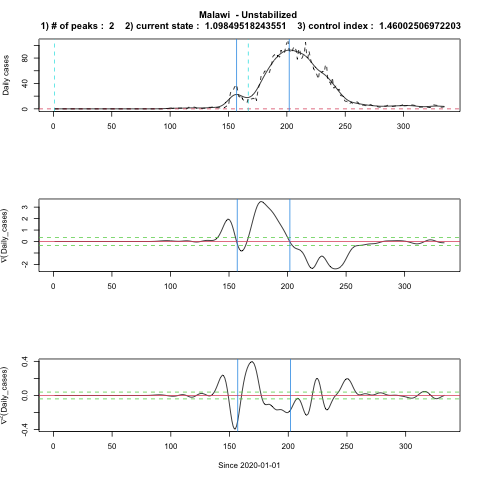 Malawi - Unstabilized
1) # of peaks : 2 2) current state : 1.09849518243551 3) control index : 1.46002506972203
Daily cases
80
40
0
0 50 100 150 200 250 300
∇(Daily_cases)
3
2
1
0
-2
0 50 100 150 200 250 300
∇²(Daily_cases)
0.4
0.0
-0.4
0 50 100 150 200 250 300
Since 2020-01-01